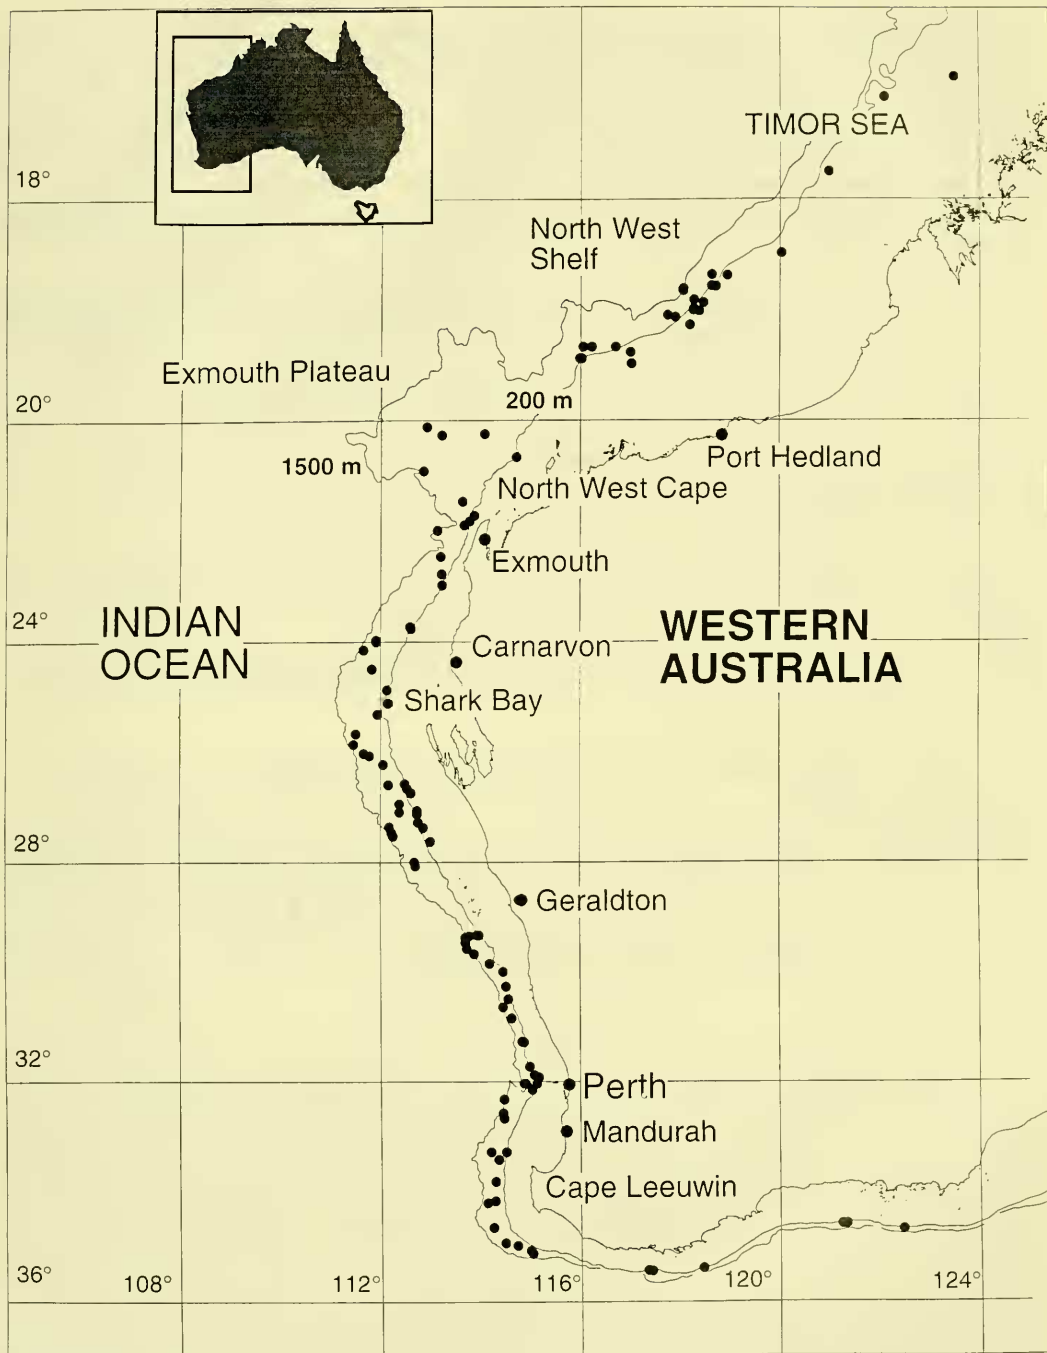 TIMOR SEA
18°
North West
Shelf
Exmouth Plateau
20°
200 m
1500 m
Port Hedland
North West Cape
Exmouth
24°
INDIAN
OCEAN
WESTERN
AUSTRALIA
Carnarvon
Shark Bay
28°
Geraldton
32°
Perth
Mandurah
Cape Leeuwin
36°
108°
112°
116°
120°
124°